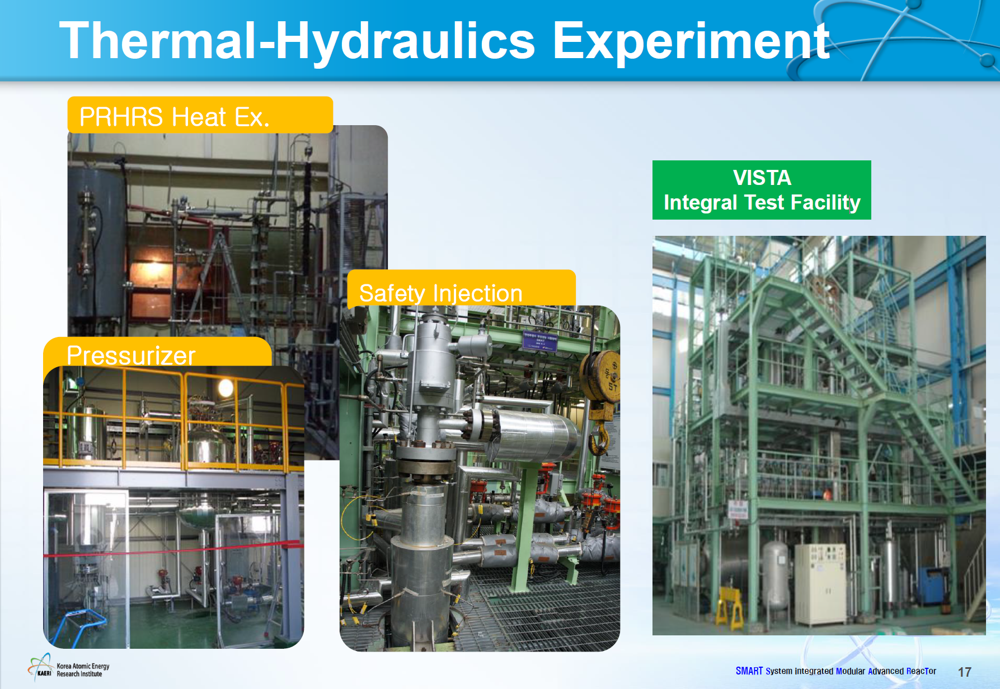 Thermal-Hydraulics Experiment
PRHRS Heat Ex.
Safety Injection
Pressurizer
VISTA
Integral Test Facility
KAERI
Korea Atomic Energy
Research Institute
SMART System integrated Modular Advanced ReacTor
17